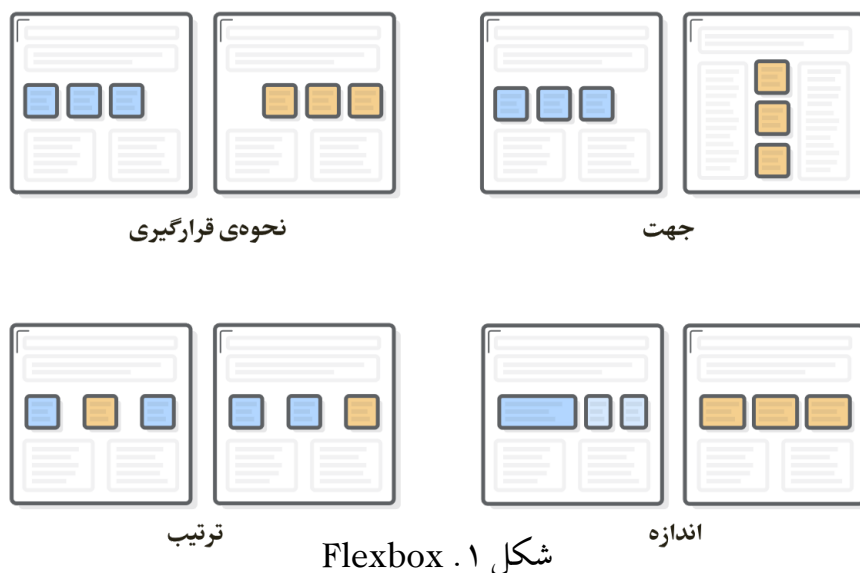 نحوه‌ی قرارگیری
جهت
ترتیب
اندازه
شکل ۱. Flexbox